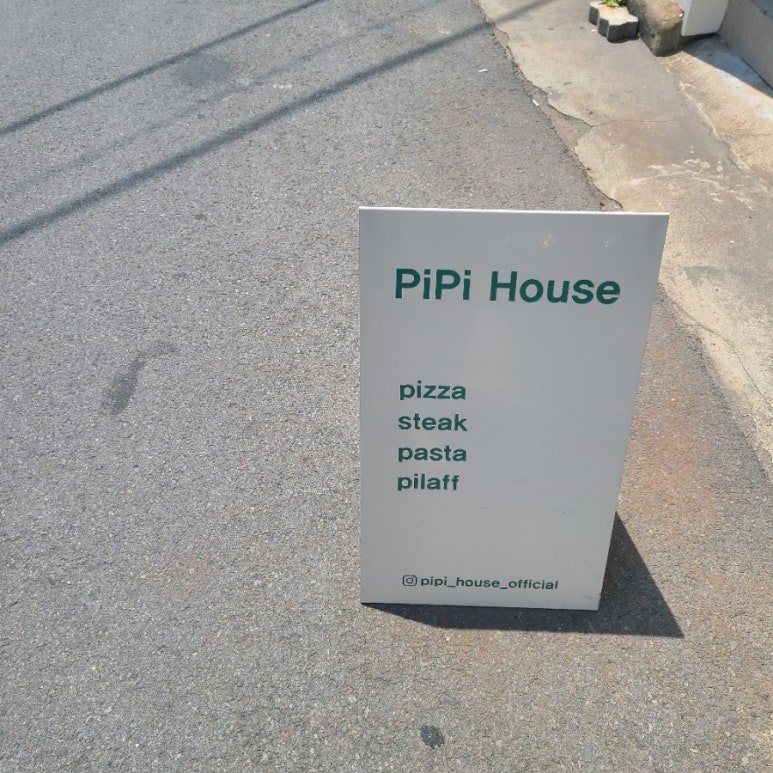 PiPi House
pizza
steak
pasta
pilaff
pipi_house_official